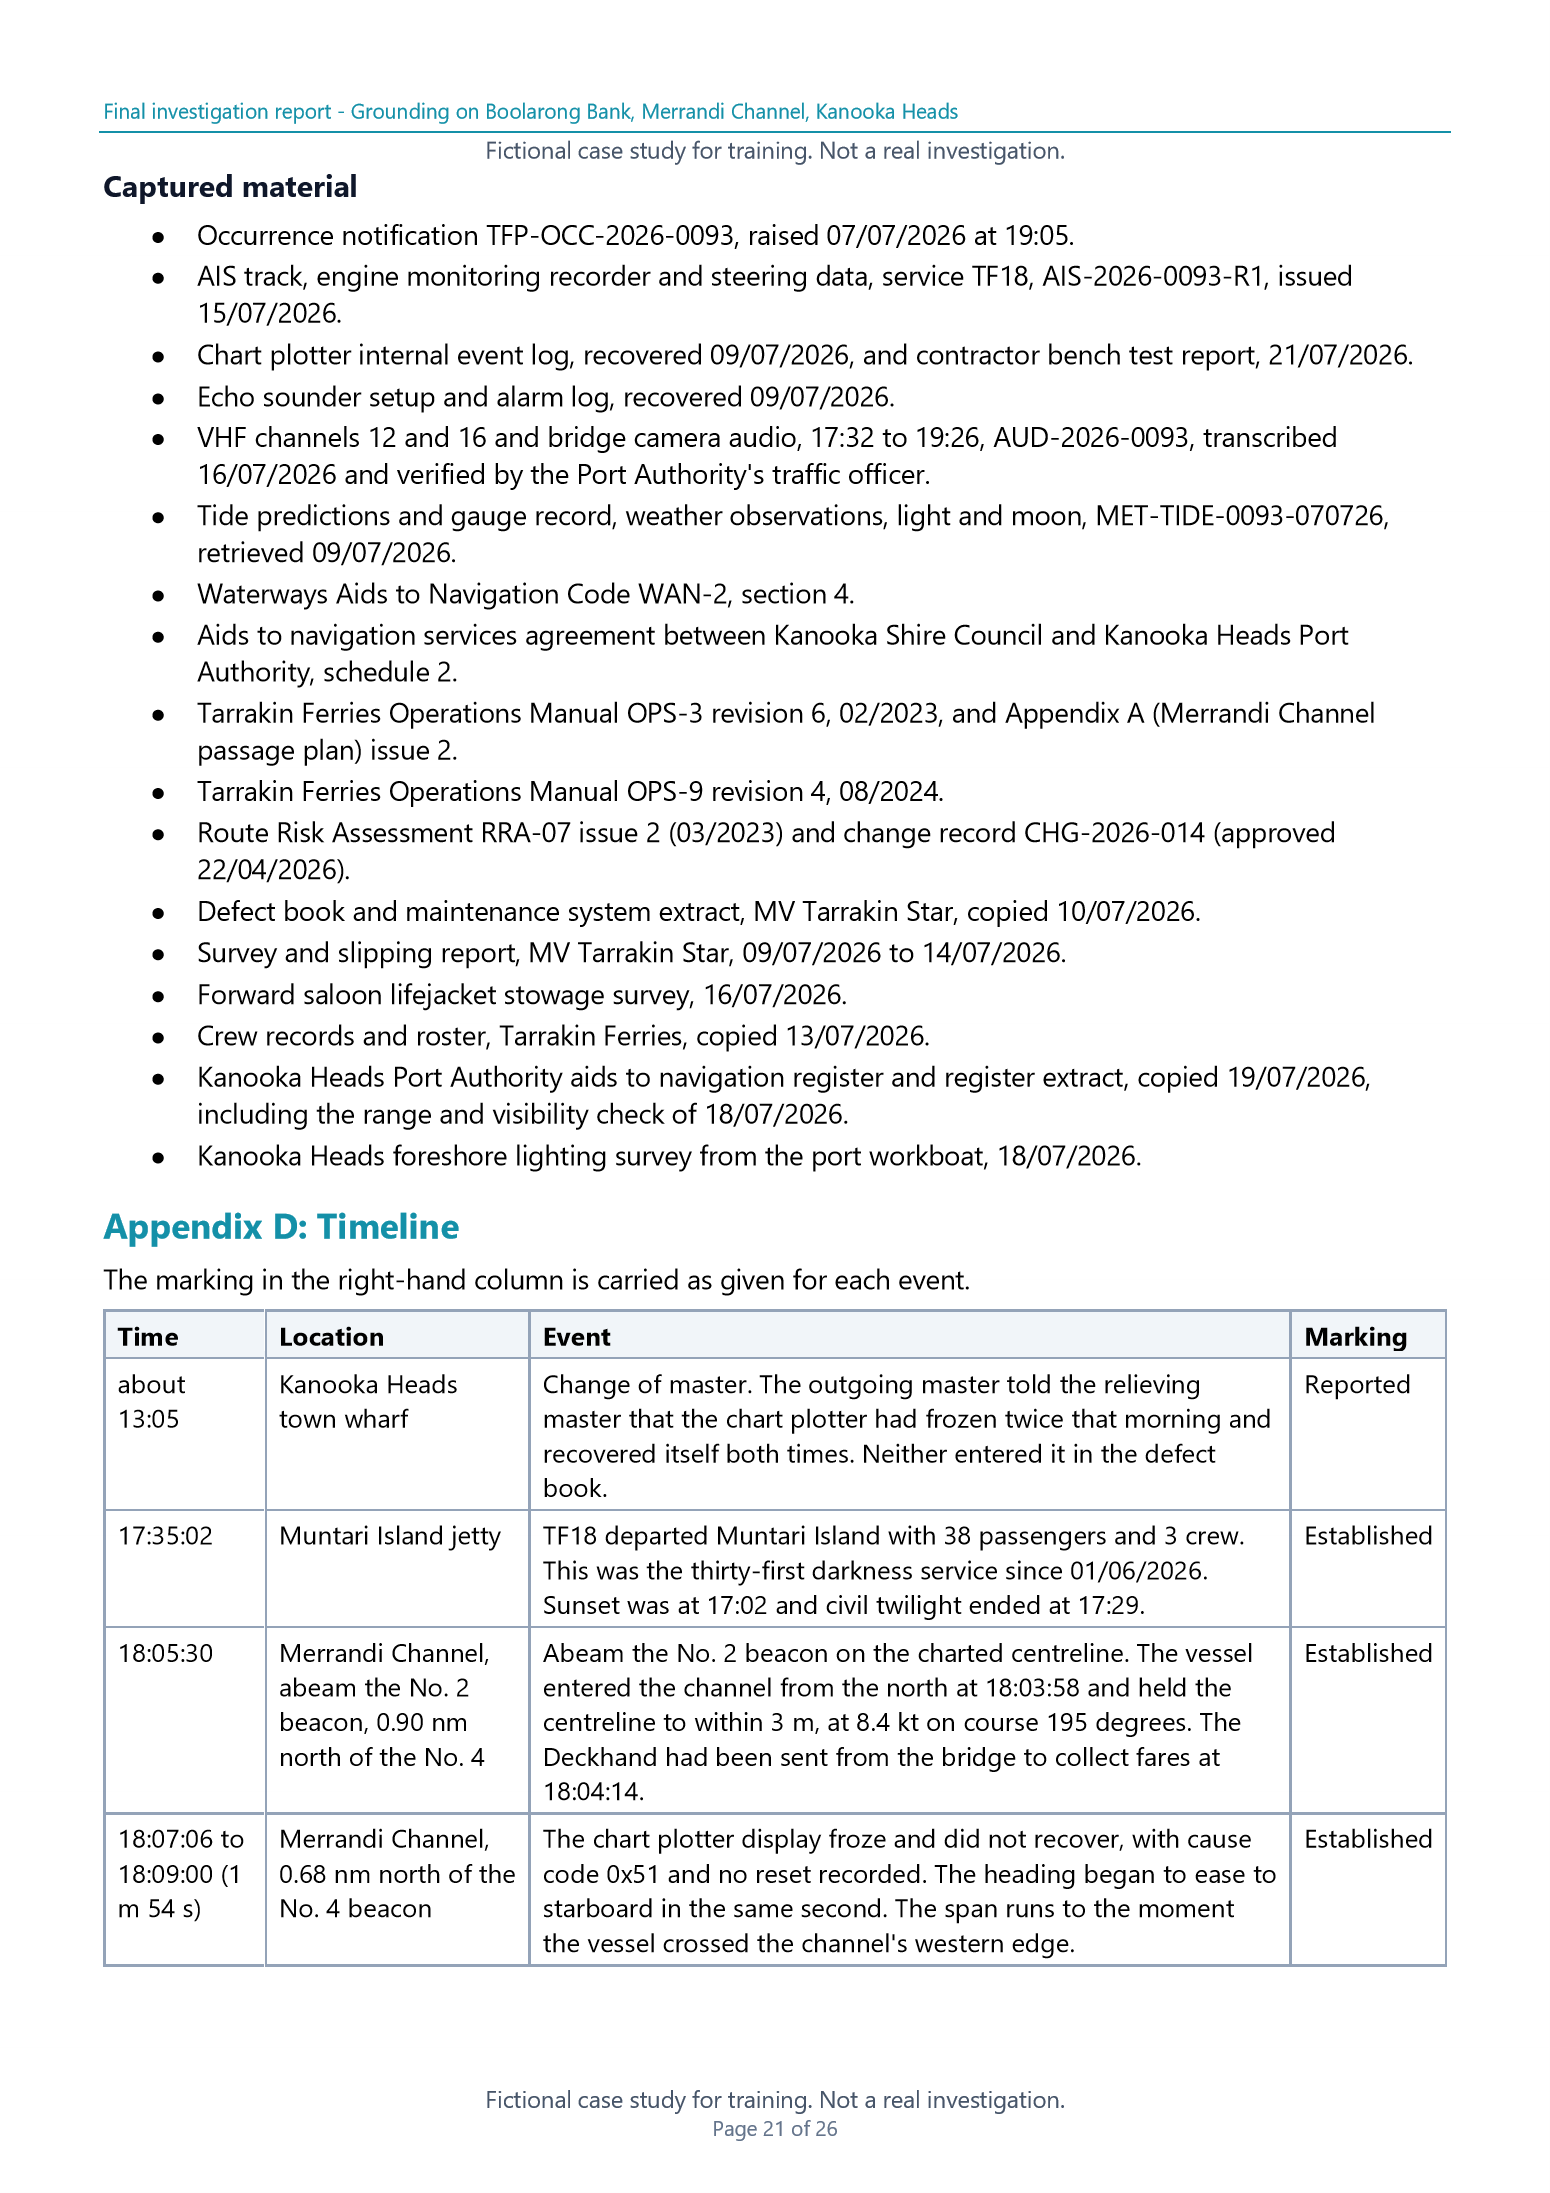 Final investigation report - Grounding on Boolarong Bank, Merrandi Channel, Kanooka Heads
Fictional case study for training. Not a real investigation.
Captured material
● Occurrence notification TFP-OCC-2026-0093, raised 07/07/2026 at 19:05.
● AIS track, engine monitoring recorder and steering data, service TF18, AIS-2026-0093-R1, issued
15/07/2026.
● Chart plotter internal event log, recovered 09/07/2026, and contractor bench test report, 21/07/2026.
● Echo sounder setup and alarm log, recovered 09/07/2026.
● VHF channels 12 and 16 and bridge camera audio, 17:32 to 19:26, AUD-2026-0093, transcribed
16/07/2026 and verified by the Port Authority's traffic officer.
● Tide predictions and gauge record, weather observations, light and moon, MET-TIDE-0093-070726,
retrieved 09/07/2026.
● Waterways Aids to Navigation Code WAN-2, section 4.
● Aids to navigation services agreement between Kanooka Shire Council and Kanooka Heads Port
Authority, schedule 2.
● Tarrakin Ferries Operations Manual OPS-3 revision 6, 02/2023, and Appendix A (Merrandi Channel
passage plan) issue 2.
● Tarrakin Ferries Operations Manual OPS-9 revision 4, 08/2024.
● Route Risk Assessment RRA-07 issue 2 (03/2023) and change record CHG-2026-014 (approved
22/04/2026).
● Defect book and maintenance system extract, MV Tarrakin Star, copied 10/07/2026.
● Survey and slipping report, MV Tarrakin Star, 09/07/2026 to 14/07/2026.
● Forward saloon lifejacket stowage survey, 16/07/2026.
● Crew records and roster, Tarrakin Ferries, copied 13/07/2026.
● Kanooka Heads Port Authority aids to navigation register and register extract, copied 19/07/2026,
including the range and visibility check of 18/07/2026.
● Kanooka Heads foreshore lighting survey from the port workboat, 18/07/2026.
Appendix D: Timeline
The marking in the right-hand column is carried as given for each event.
Time Location Event Marking
about
13:05
Kanooka Heads
town wharf
Change of master. The outgoing master told the relieving
master that the chart plotter had frozen twice that morning and
recovered itself both times. Neither entered it in the defect
book.
Reported
17:35:02
Muntari Island jetty
TF18 departed Muntari Island with 38 passengers and 3 crew.
This was the thirty-first darkness service since 01/06/2026.
Sunset was at 17:02 and civil twilight ended at 17:29.
Established
18:05:30
Merrandi Channel,
abeam the No. 2
beacon, 0.90 nm
north of the No. 4
Abeam the No. 2 beacon on the charted centreline. The vessel
entered the channel from the north at 18:03:58 and held the
centreline to within 3 m, at 8.4 kt on course 195 degrees. The
Deckhand had been sent from the bridge to collect fares at
18:04:14.
Established
18:07:06 to
18:09:00 (1
m 54 s)
Merrandi Channel,
0.68 nm north of the
No. 4 beacon
The chart plotter display froze and did not recover, with cause
code 0x51 and no reset recorded. The heading began to ease to
starboard in the same second. The span runs to the moment
the vessel crossed the channel's western edge.
Established
Fictional case study for training. Not a real investigation.
Page 21 of 26